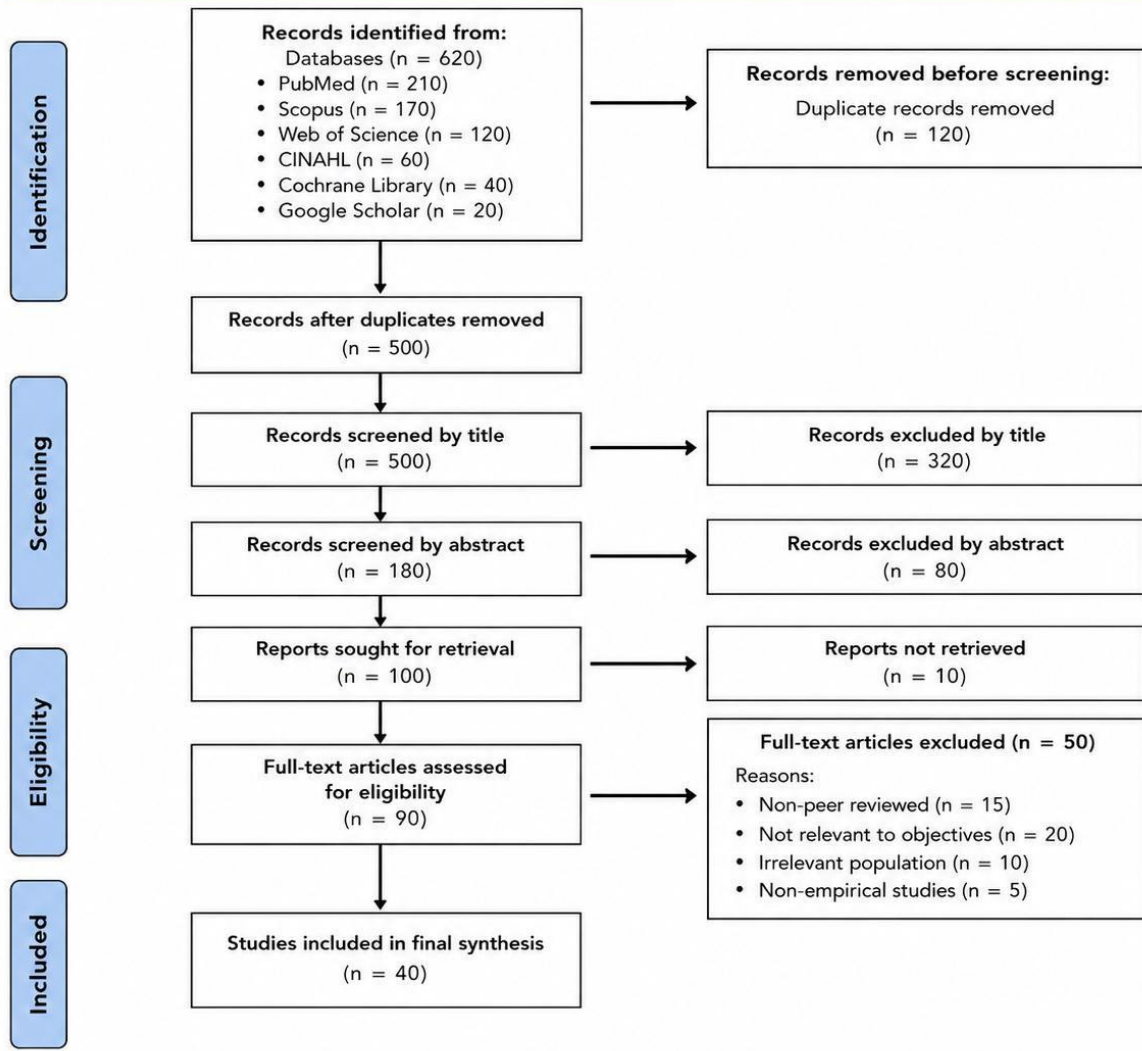 Identification
Records identified from:
Databases (n = 620)
• PubMed (n = 210)
• Scopus (n = 170)
• Web of Science (n = 120)
• CINAHL (n = 60)
• Cochrane Library (n = 40)
• Google Scholar (n = 20)
Records removed before screening:
Duplicate records removed
(n = 120)
Records after duplicates removed
(n = 500)
Screening
Records screened by title
(n = 500)
Records excluded by title
(n = 320)
Records screened by abstract
(n = 180)
Records excluded by abstract
(n = 80)
Eligibility
Reports sought for retrieval
(n = 100)
Reports not retrieved
(n = 10)
Full-text articles assessed
for eligibility
(n = 90)
Full-text articles excluded (n = 50)
Reasons:
• Non-peer reviewed (n = 15)
• Not relevant to objectives (n = 20)
• Irrelevant population (n = 10)
• Non-empirical studies (n = 5)
Included
Studies included in final synthesis
(n = 40)